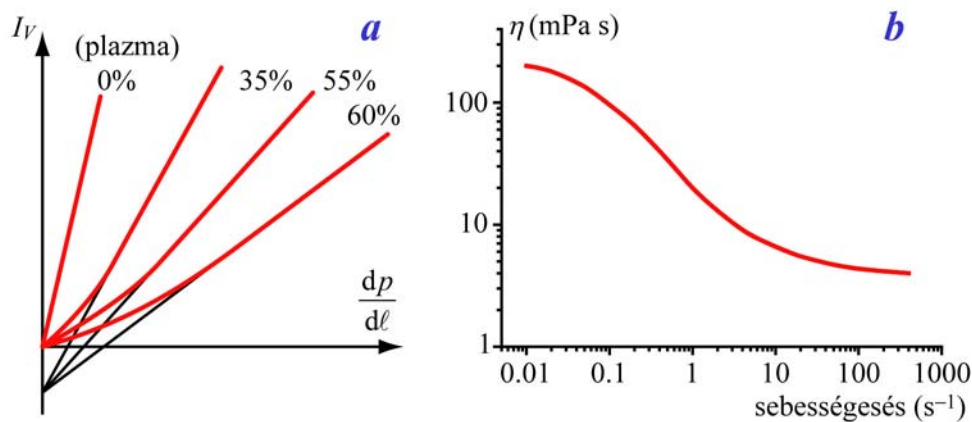 I_V
a
(plazma)
0%
35%
55%
60%
dp
dℓ
b
η (mPa s)
100
10
1
0.01 0.1 1 10 100 1000
sebességesés (s⁻¹)